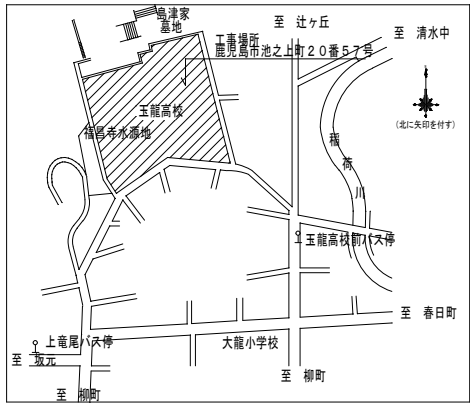 島津家
墓地
至 辻ヶ丘
至 清水中
工事場所
鹿児島市池之上町２０番５７号
玉龍高校
福昌寺水源地
(北に矢印を付す)
稲荷川
玉龍高校前バス停
至 春日町
上竜尾バス停
大龍小学校
至 坂元
至 柳町
至 柳町